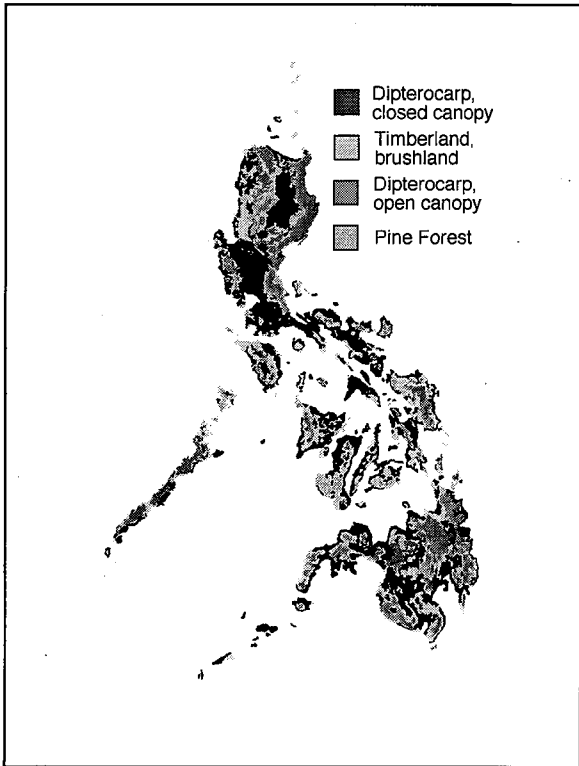 Dipterocarp,
closed canopy
Timberland,
brushland
Dipterocarp,
open canopy
Pine Forest